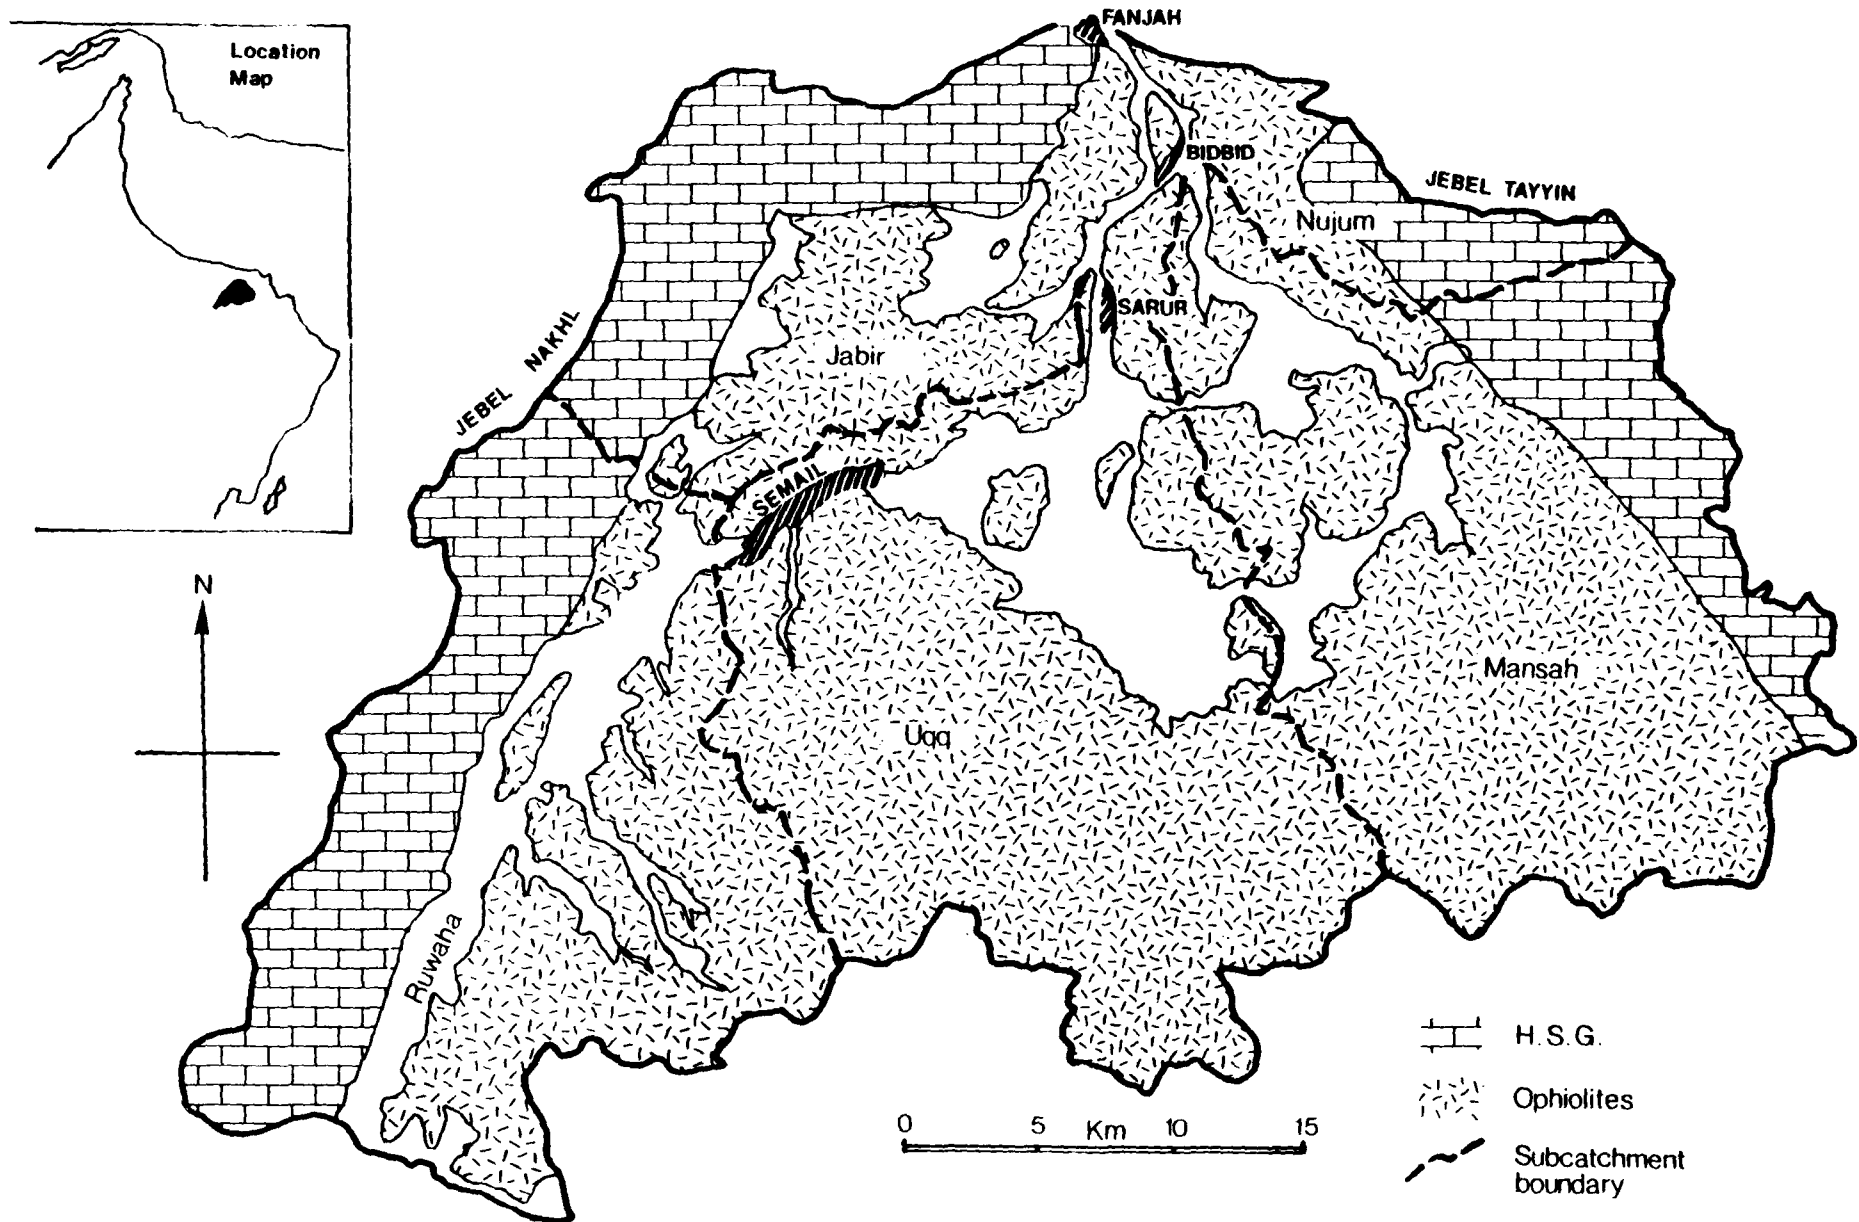 Location
Map
FANJAH
BIDBID
JEBEL TAYYIN
Nujum
SARUR
JEBEL NAKHL
Jabir
SEMAIL
N
Mansah
Uqq
Ruwaha
H.S.G.
Ophiolites
Subcatchment
boundary
0 5 Km 10 15